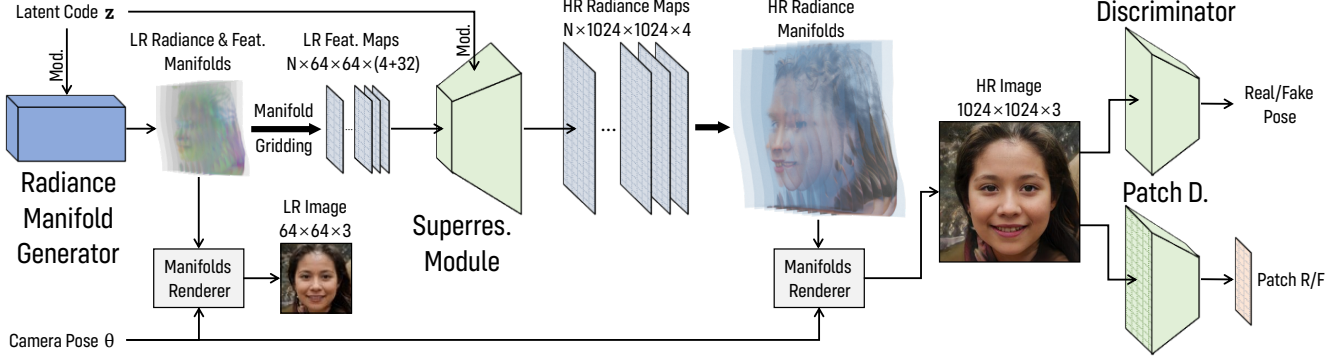 Latent Code z
Mod.
Radiance
Manifold
Generator
LR Radiance & Feat.
Manifolds
Manifold
Gridding
LR Feat. Maps
N×64×64×(4+32)
Mod.
Superres.
Module
HR Radiance Maps
N×1024×1024×4
...
...
HR Radiance
Manifolds
LR Image
64×64×3
Manifolds
Renderer
Manifolds
Renderer
Camera Pose θ
HR Image
1024×1024×3
Discriminator
Real/Fake
Pose
Patch D.
Patch R/F